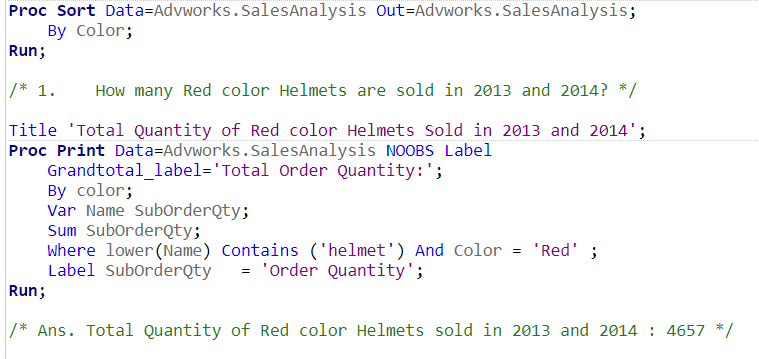 Proc Sort Data=Advworks.SalesAnalysis Out=Advworks.SalesAnalysis;
    By Color;
Run;

/* 1.    How many Red color Helmets are sold in 2013 and 2014? */

Title 'Total Quantity of Red color Helmets Sold in 2013 and 2014';
Proc Print Data=Advworks.SalesAnalysis NOOBS Label
    Grandtotal_label='Total Order Quantity:';
    By color;
    Var Name SubOrderQty;
    Sum SubOrderQty;
    Where lower(Name) Contains ('helmet') And Color = 'Red' ;
    Label SubOrderQty   = 'Order Quantity';
Run;

/* Ans. Total Quantity of Red color Helmets sold in 2013 and 2014 : 4657 */